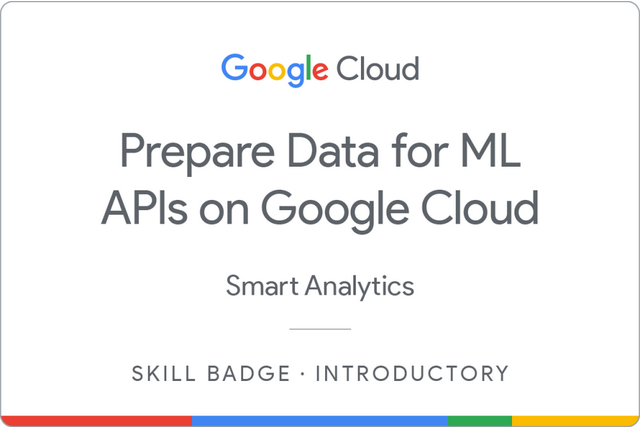 Google Cloud
Prepare Data for ML
APIs on Google Cloud
Smart Analytics
SKILL BADGE · INTRODUCTORY